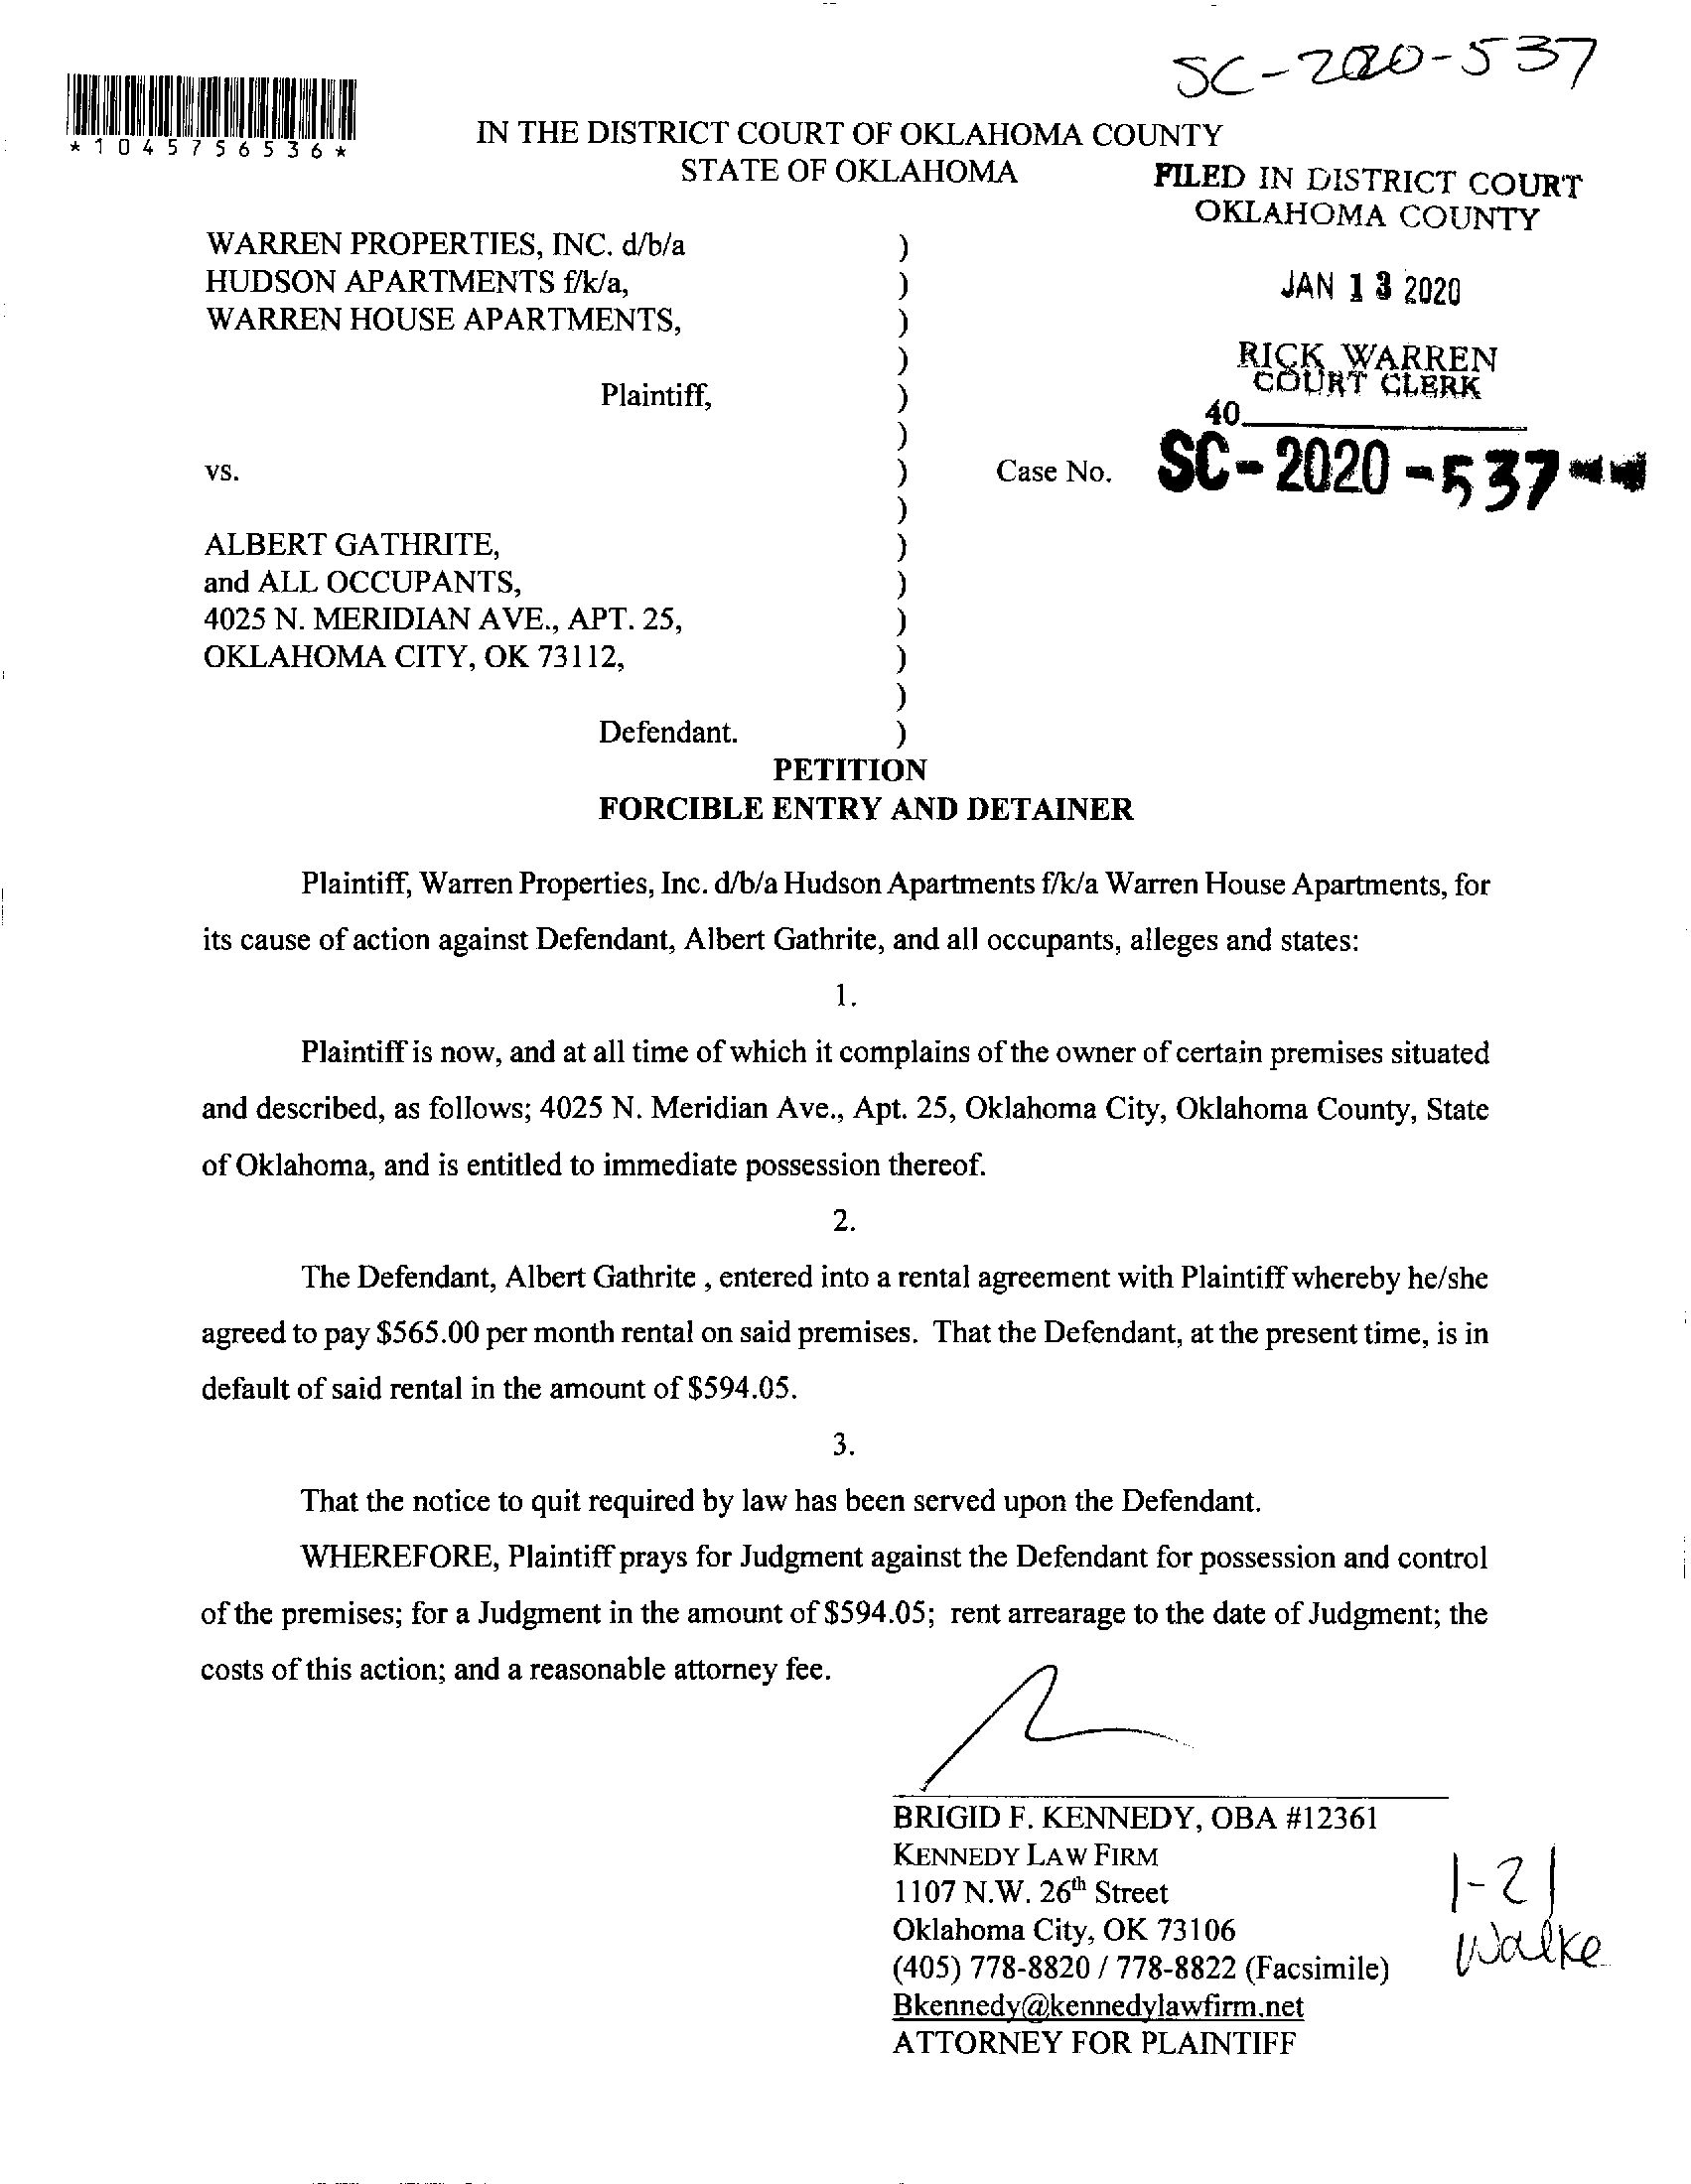 SC-2020-537
*1045756536*
IN THE DISTRICT COURT OF OKLAHOMA COUNTY
STATE OF OKLAHOMA
FILED IN DISTRICT COURT
OKLAHOMA COUNTY
WARREN PROPERTIES, INC. d/b/a )
HUDSON APARTMENTS f/k/a, )
JAN 13 2020
WARREN HOUSE APARTMENTS, )
)
RICK WARREN
COURT CLERK
Plaintiff, )
40
)
vs. ) Case No. SC-2020-537--
)
ALBERT GATHRITE, )
and ALL OCCUPANTS, )
4025 N. MERIDIAN AVE., APT. 25, )
OKLAHOMA CITY, OK 73112, )
)
Defendant. )
PETITION
FORCIBLE ENTRY AND DETAINER
Plaintiff, Warren Properties, Inc. d/b/a Hudson Apartments f/k/a Warren House Apartments, for
its cause of action against Defendant, Albert Gathrite, and all occupants, alleges and states:
1.
Plaintiff is now, and at all time of which it complains of the owner of certain premises situated
and described, as follows; 4025 N. Meridian Ave., Apt. 25, Oklahoma City, Oklahoma County, State
of Oklahoma, and is entitled to immediate possession thereof.
2.
The Defendant, Albert Gathrite , entered into a rental agreement with Plaintiff whereby he/she
agreed to pay $565.00 per month rental on said premises. That the Defendant, at the present time, is in
default of said rental in the amount of $594.05.
3.
That the notice to quit required by law has been served upon the Defendant.
WHEREFORE, Plaintiff prays for Judgment against the Defendant for possession and control
of the premises; for a Judgment in the amount of $594.05; rent arrearage to the date of Judgment; the
costs of this action; and a reasonable attorney fee.
BRIGID F. KENNEDY, OBA #12361
KENNEDY LAW FIRM
1107 N.W. 26th Street
Oklahoma City, OK 73106
(405) 778-8820 / 778-8822 (Facsimile)
Bkennedy@kennedylawfirm.net
ATTORNEY FOR PLAINTIFF
1-21
Walke